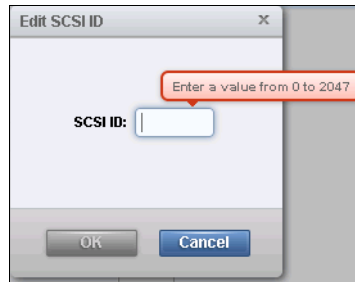 Edit SCSI ID x
Enter a value from 0 to 2047
SCSI ID:
OK Cancel